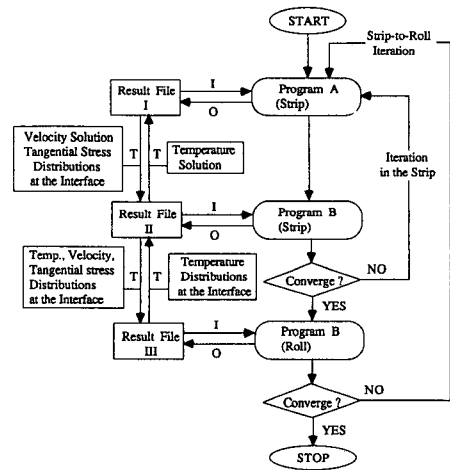 START
Strip-to-Roll
Iteration
Result File
I
I
O
Program A
(Strip)
Velocity Solution
Tangential Stress
Distributions
at the Interface
T
T
Temperature
Solution
Iteration
in the Strip
Result File
II
I
O
Program B
(Strip)
Temp., Velocity,
Tangential stress
Distributions
at the Interface
T
T
Temperature
Distributions
at the Interface
Converge ?
NO
YES
Result File
III
I
O
Program B
(Roll)
Converge ?
NO
YES
STOP